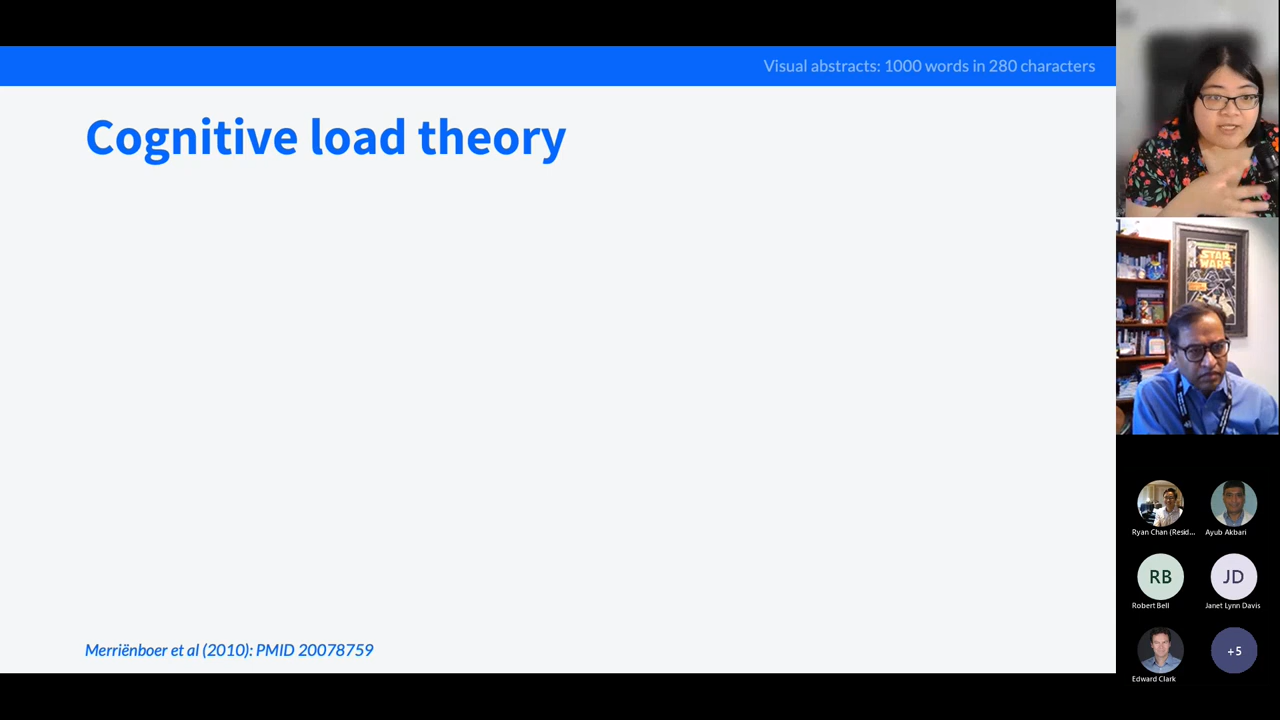 Visual abstracts: 1000 words in 280 characters
Cognitive load theory
Merriënboer et al (2010): PMID 20078759
STAR
WARS
Ryan Chan (Resid...
Ayub Akbari
RB
JD
Robert Bell
Janet Lynn Davis
+5
Edward Clark